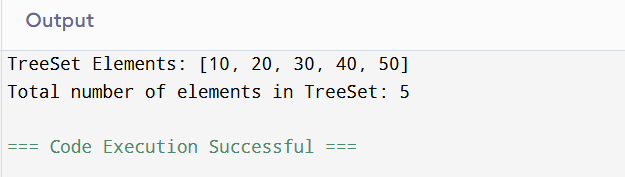 Output
TreeSet Elements: [10, 20, 30, 40, 50]
Total number of elements in TreeSet: 5
=== Code Execution Successful ===